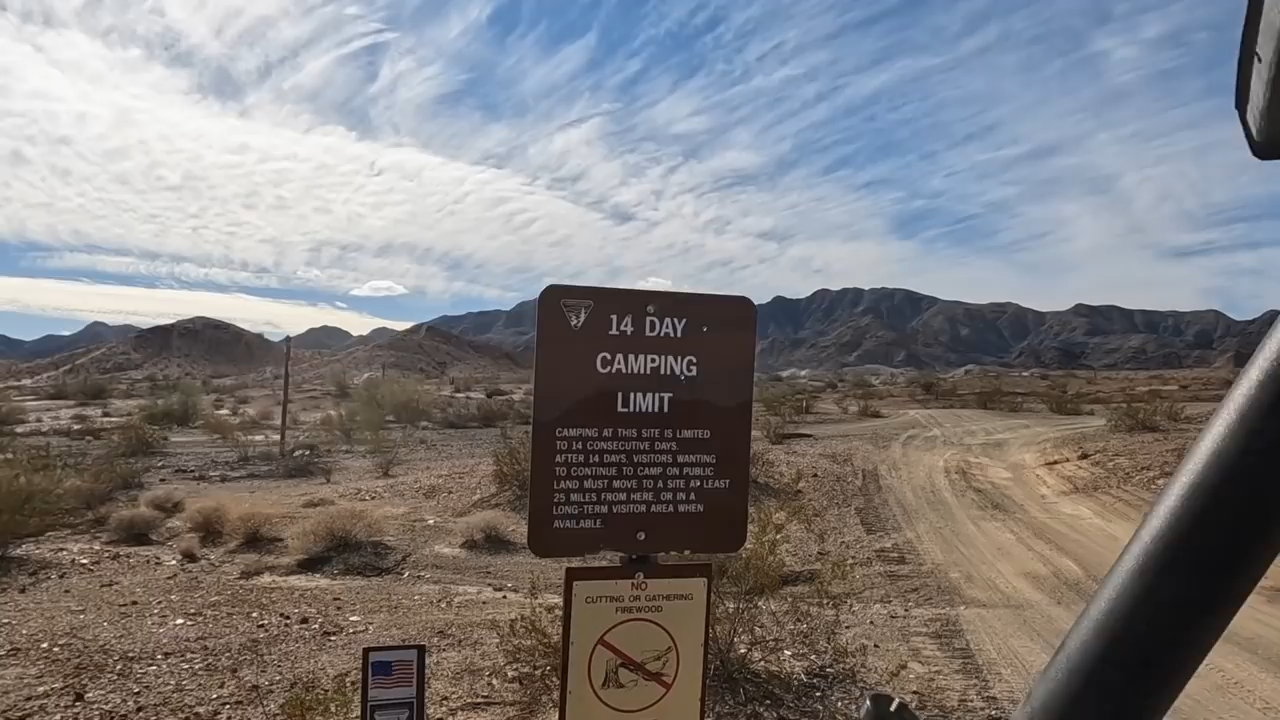 14 DAY
CAMPING
LIMIT
CAMPING AT THIS SITE IS LIMITED
TO 14 CONSECUTIVE DAYS.
AFTER 14 DAYS, VISITORS WANTING
TO CONTINUE TO CAMP ON PUBLIC
LAND MUST MOVE TO A SITE AT LEAST
25 MILES FROM HERE, OR IN A
LONG-TERM VISITOR AREA WHEN
AVAILABLE.
NO
CUTTING OR GATHERING
FIREWOOD